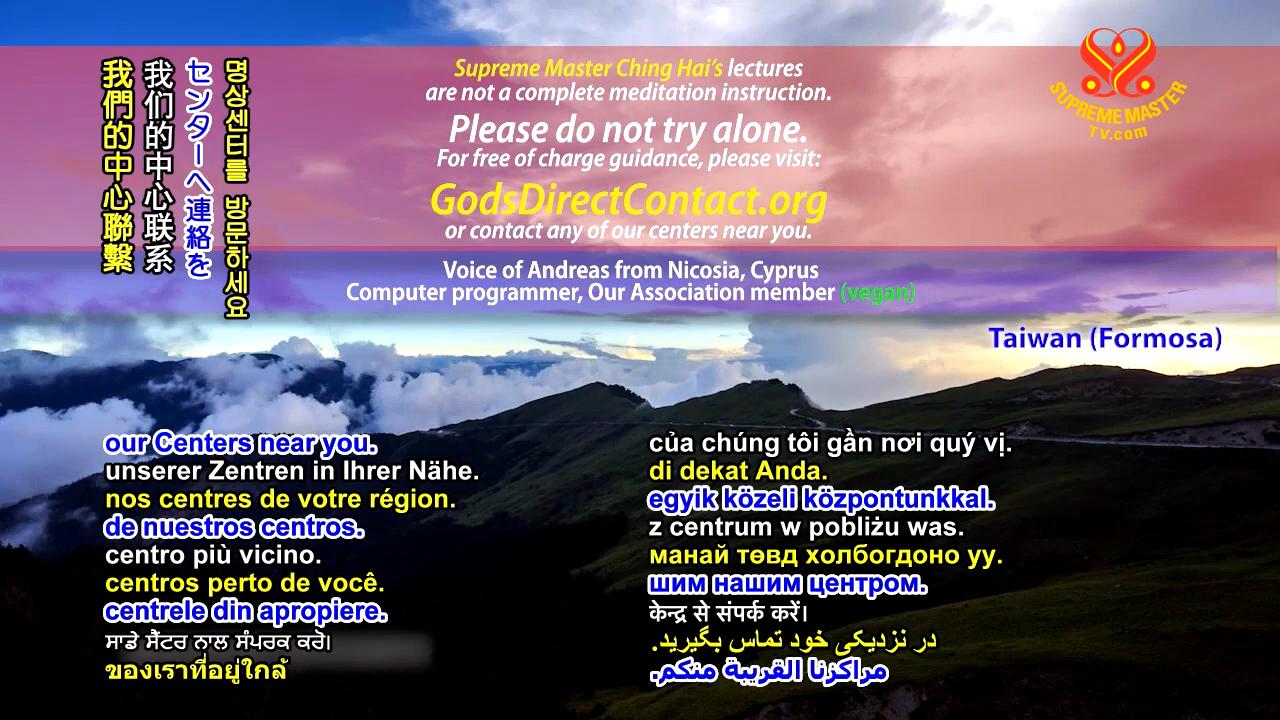 Supreme Master Ching Hai's lectures
are not a complete meditation instruction.
Please do not try alone.
For free of charge guidance, please visit:
GodsDirectContact.org
or contact any of our centers near you.
Voice of Andreas from Nicosia, Cyprus
Computer programmer, Our Association member (vegan)
SUPREME MASTER
TV.com
Taiwan (Formosa)
我們的中心聯繫
我们的中心联系
センターへ連絡を
명상센터를 방문하세요
our Centers near you.
unserer Zentren in Ihrer Nähe.
nos centres de votre région.
de nuestros centros.
centro più vicino.
centros perto de você.
centrele din apropiere.
ਸਾਡੇ ਸੈਂਟਰ ਨਾਲ ਸੰਪਰਕ ਕਰੋ।
ของเราที่อยู่ใกล้
của chúng tôi gần nơi quý vị.
di dekat Anda.
egyik közeli központunkkal.
z centrum w pobliżu was.
манай төвд холбогдоно уу.
шим нашим центром.
केन्द्र से संपर्क करें।
در نزدیکی خود تماس بگیرید.
مراكزنا القريبة منكم.